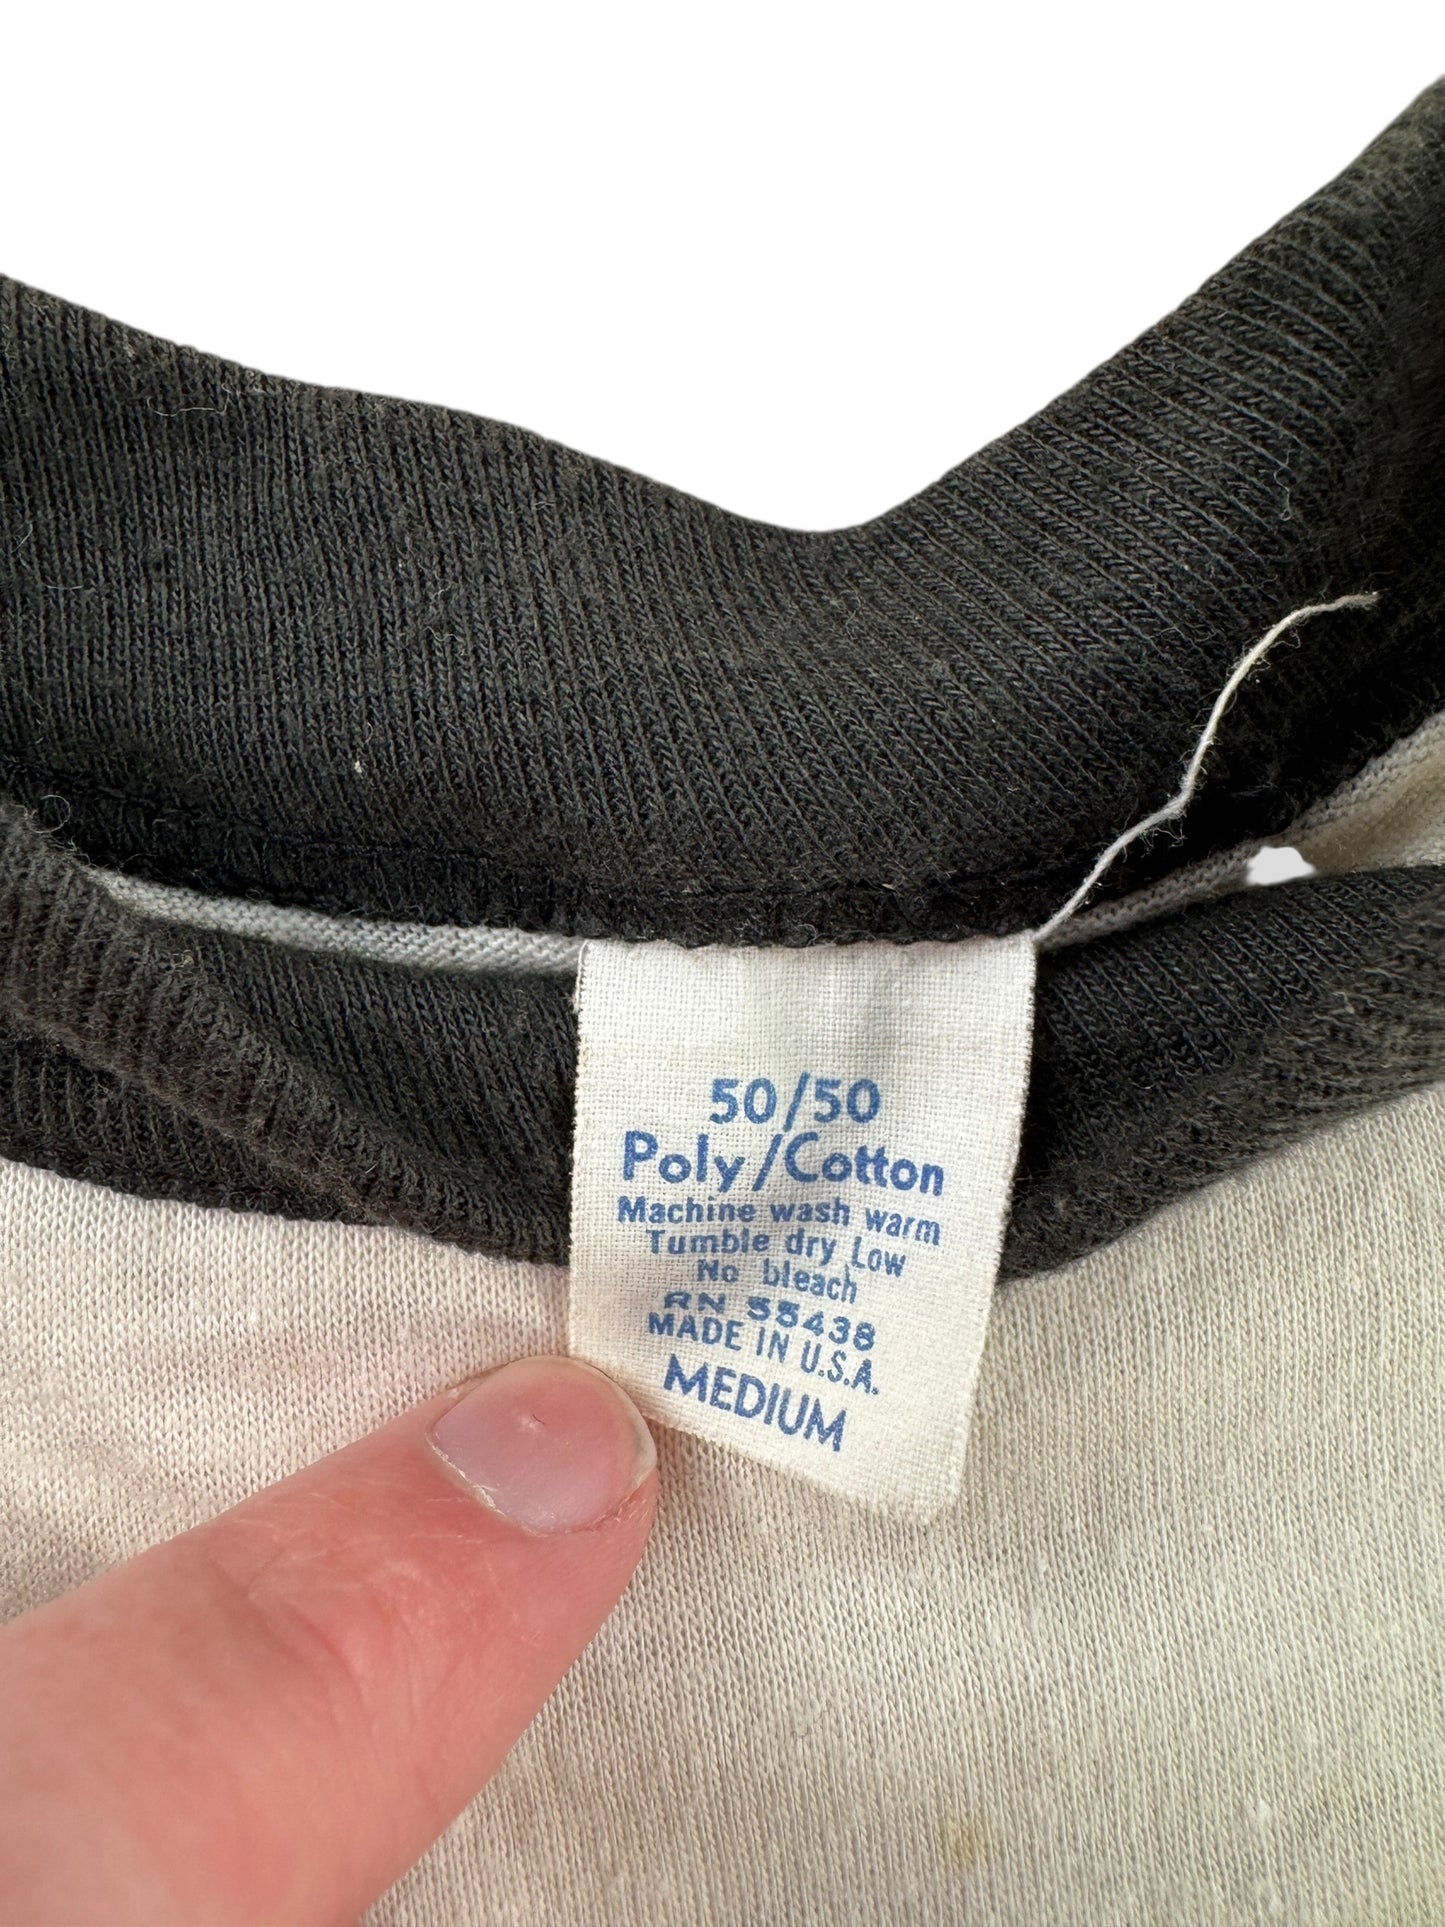 50/50
Poly/Cotton
Machine wash warm
Tumble dry Low
No bleach
RN 55438
MADE IN U.S.A.
MEDIUM